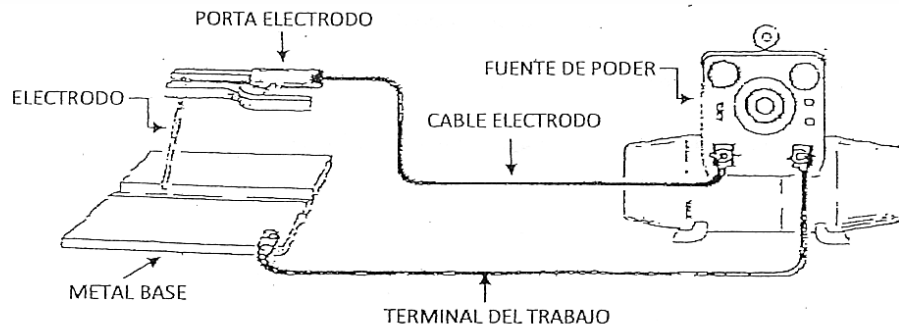 PORTA ELECTRODO
FUENTE DE PODER
ELECTRODO
CABLE ELECTRODO
METAL BASE
TERMINAL DEL TRABAJO